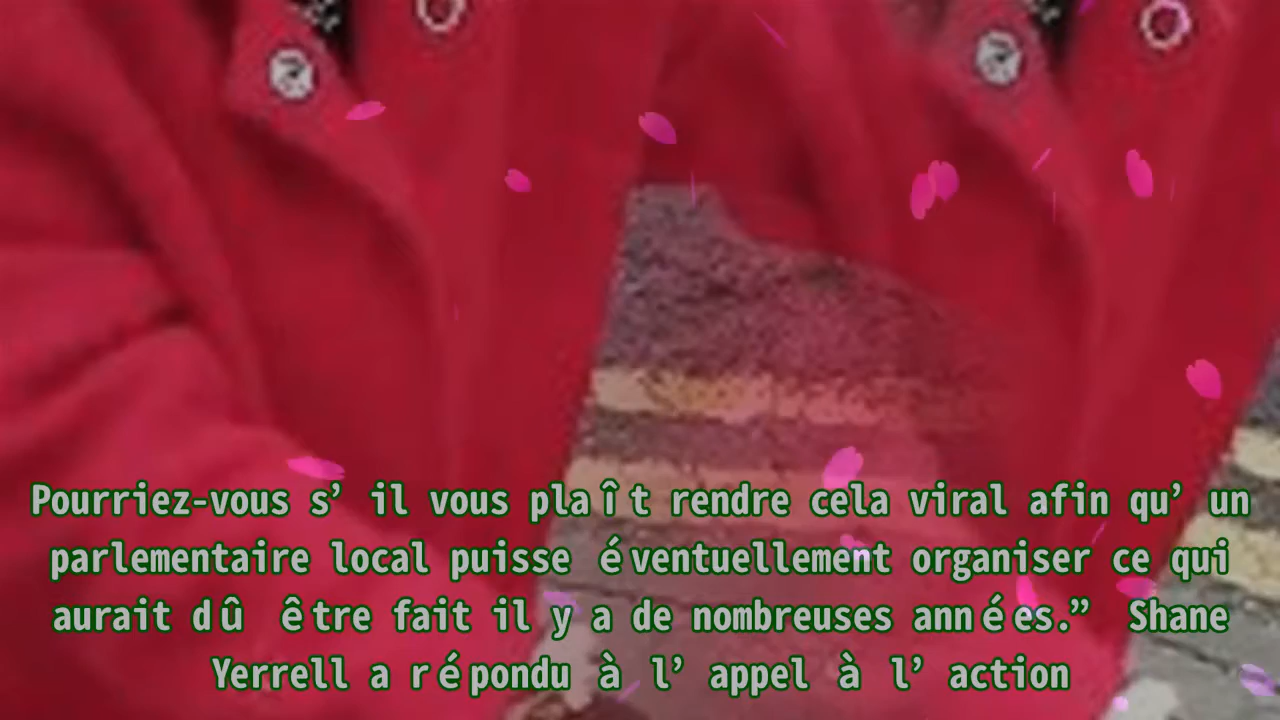 Pourriez-vous s’ il vous plaît rendre cela viral afin qu’ un
parlementaire local puisse éventuellement organiser ce qui
aurait dû être fait il y a de nombreuses années.” Shane
Yerrell a répondu à l’ appel à l’ action